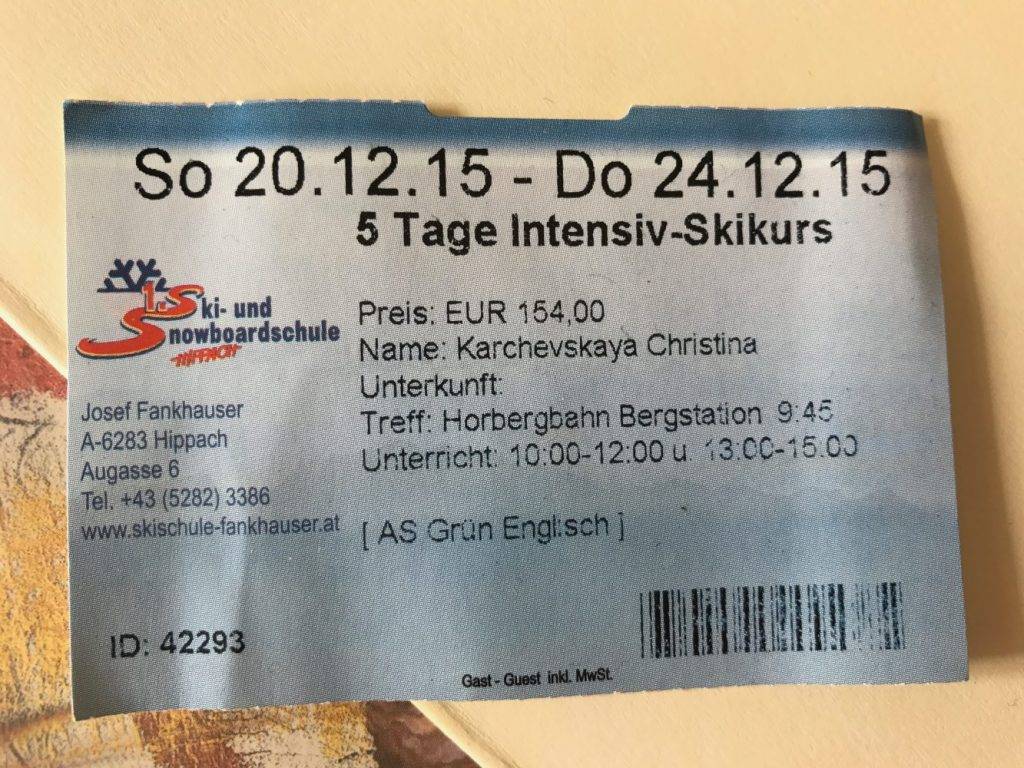 So 20.12.15 - Do 24.12.15
5 Tage Intensiv-Skikurs
1. Ski- und
Snowboardschule
Josef Fankhauser
A-6283 Hippach
Augasse 6
Tel. +43 (5282) 3386
www.skischule-fankhauser.at
Preis: EUR 154,00
Name: Karchevskaya Christina
Unterkunft:
Treff: Horbergbahn Bergstation 9:45
Unterricht: 10:00-12:00 u. 13:00-15:00
[ AS Grün Englisch ]
ID: 42293
Gast - Guest inkl. MwSt.